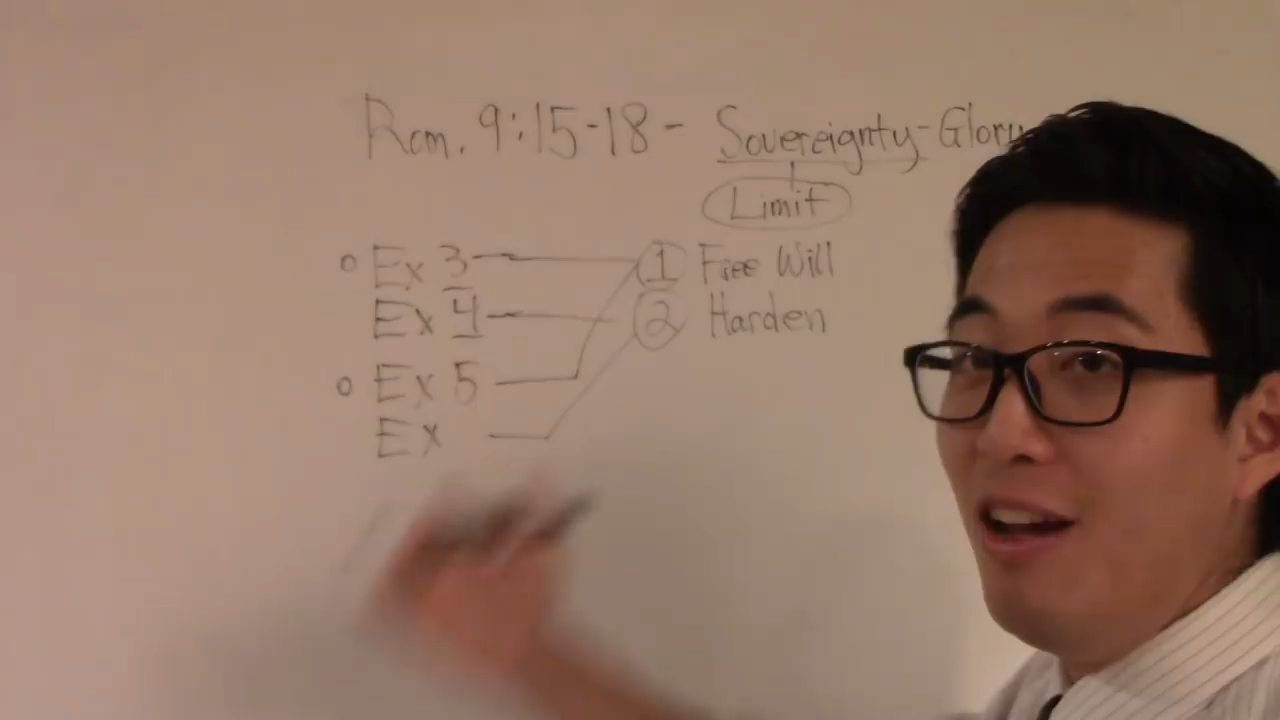 Rom. 9:15-18 - Sovereignty-Glory
Limit
o Ex 3 1 Free Will
Ex 4 2 Harden
o Ex 5
Ex